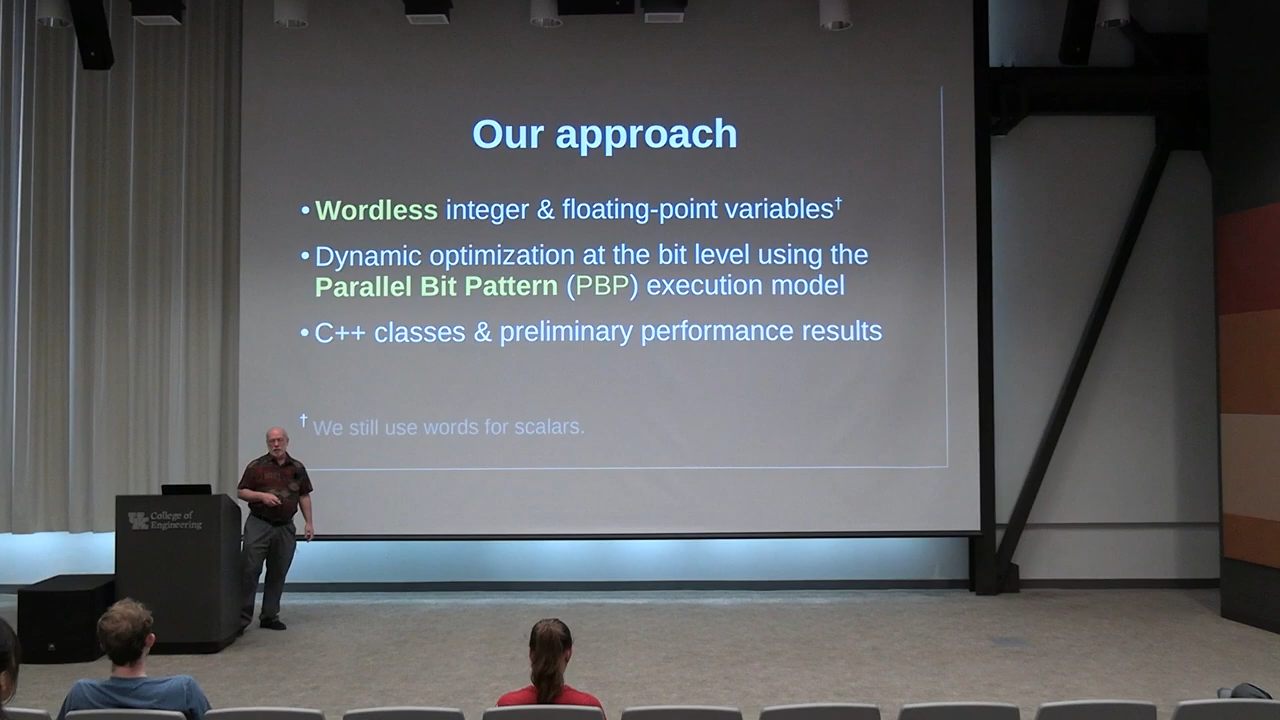 Our approach
• Wordless integer & floating-point variables†
• Dynamic optimization at the bit level using the
Parallel Bit Pattern (PBP) execution model
• C++ classes & preliminary performance results
† We still use words for scalars.
UK College of
Engineering